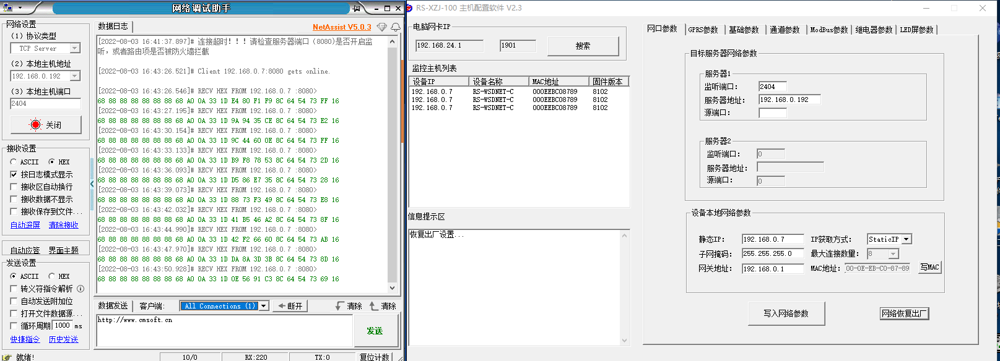 网络调试助手
网络设置
(1) 协议类型
TCP Server
(2) 本地主机地址
192.168.0.192
(3) 本地主机端口
2404
关闭
接收设置
ASCII HEX
按日志模式显示
接收区自动换行
接收数据不显示
接收保存到文件...
自动滚屏 清除接收
自动应答 界面主题
发送设置
ASCII HEX
转义符指令解析
自动发送附加位
打开文件数据源...
循环周期 1000 ms
快捷指令 历史发送
就绪!
数据日志
NetAssist V5.0.3
[2022-08-03 16:41:37.897]# 连接超时!!!请检查服务器端口 (8080)是否开启监
听，或者路由项是否被防火墙拦截
[2022-08-03 16:43:26.521]# Client 192.168.0.7:8080 gets online.
[2022-08-03 16:43:26.546]# RECV HEX FROM 192.168.0.7 :8080>
68 88 88 88 88 88 88 68 A0 0A 33 1D E4 80 F1 F9 8C 64 54 73 FF 16
[2022-08-03 16:43:27.195]# RECV HEX FROM 192.168.0.7 :8080>
68 88 88 88 88 88 88 68 A0 0A 33 1D 9A 94 35 CE 8C 64 54 73 E2 16
[2022-08-03 16:43:30.154]# RECV HEX FROM 192.168.0.7 :8080>
68 88 88 88 88 88 88 68 A0 0A 33 1D 9C 44 60 0E 8C 64 54 73 FF 16
[2022-08-03 16:43:33.133]# RECV HEX FROM 192.168.0.7 :8080>
68 88 88 88 88 88 88 68 A0 0A 33 1D B9 F8 78 53 8C 64 54 73 2D 16
[2022-08-03 16:43:36.093]# RECV HEX FROM 192.168.0.7 :8080>
68 88 88 88 88 88 88 68 A0 0A 33 1D D5 86 E7 35 8C 64 54 73 28 16
[2022-08-03 16:43:39.073]# RECV HEX FROM 192.168.0.7 :8080>
68 88 88 88 88 88 88 68 A0 0A 33 1D 88 73 F3 49 8C 64 54 73 E8 16
[2022-08-03 16:43:42.032]# RECV HEX FROM 192.168.0.7 :8080>
68 88 88 88 88 88 88 68 A0 0A 33 1D 41 B5 46 A2 8C 64 54 73 8F 16
[2022-08-03 16:43:44.990]# RECV HEX FROM 192.168.0.7 :8080>
68 88 88 88 88 88 88 68 A0 0A 33 1D 42 F2 66 60 8C 64 54 73 AB 16
[2022-08-03 16:43:47.970]# RECV HEX FROM 192.168.0.7 :8080>
68 88 88 88 88 88 88 68 A0 0A 33 1D DA 8A 3D 3B 8C 64 54 73 8D 16
[2022-08-03 16:43:50.928]# RECV HEX FROM 192.168.0.7 :8080>
68 88 88 88 88 88 88 68 A0 0A 33 1D 0E 56 91 C3 8C 64 54 73 69 16
数据发送 客户端: All Connections (1) 断开 清除 清除
http://www.cmsoft.cn
发送
10/0 RX:220 TX:0 复位计数
RS-XZJ-100 主机配置软件 V2.3
电脑网卡IP
192.168.24.1 1901 搜索
监控主机列表
设备IP 设备名称 MAC地址 固件版本
192.168.0.7 RS-WSDNET-C 000EEBC08789 8102
192.168.0.7 RS-WSDNET-C 000EEBC08789 8102
192.168.0.7 RS-WSDNET-C 000EEBC08789 8102
信息提示区
恢复出厂设置...
网口参数 GPRS参数 基础参数 通道参数 ModBus参数 继电器参数 LED屏参数
目标服务器网络参数
服务器1
监听端口: 2404
服务器地址: 192.168.0.192
源端口:
服务器2
监听端口: 0
服务器地址:
源端口: 0
设备本地网络参数
静态IP: 192.168.0.7 IP获取方式: StaticIP
子网掩码: 255.255.255.0 最大连接数量: 8
网关地址: 192.168.0.1 MAC地址: 00-0E-EB-C0-87-89 写MAC
写入网络参数 网络恢复出厂